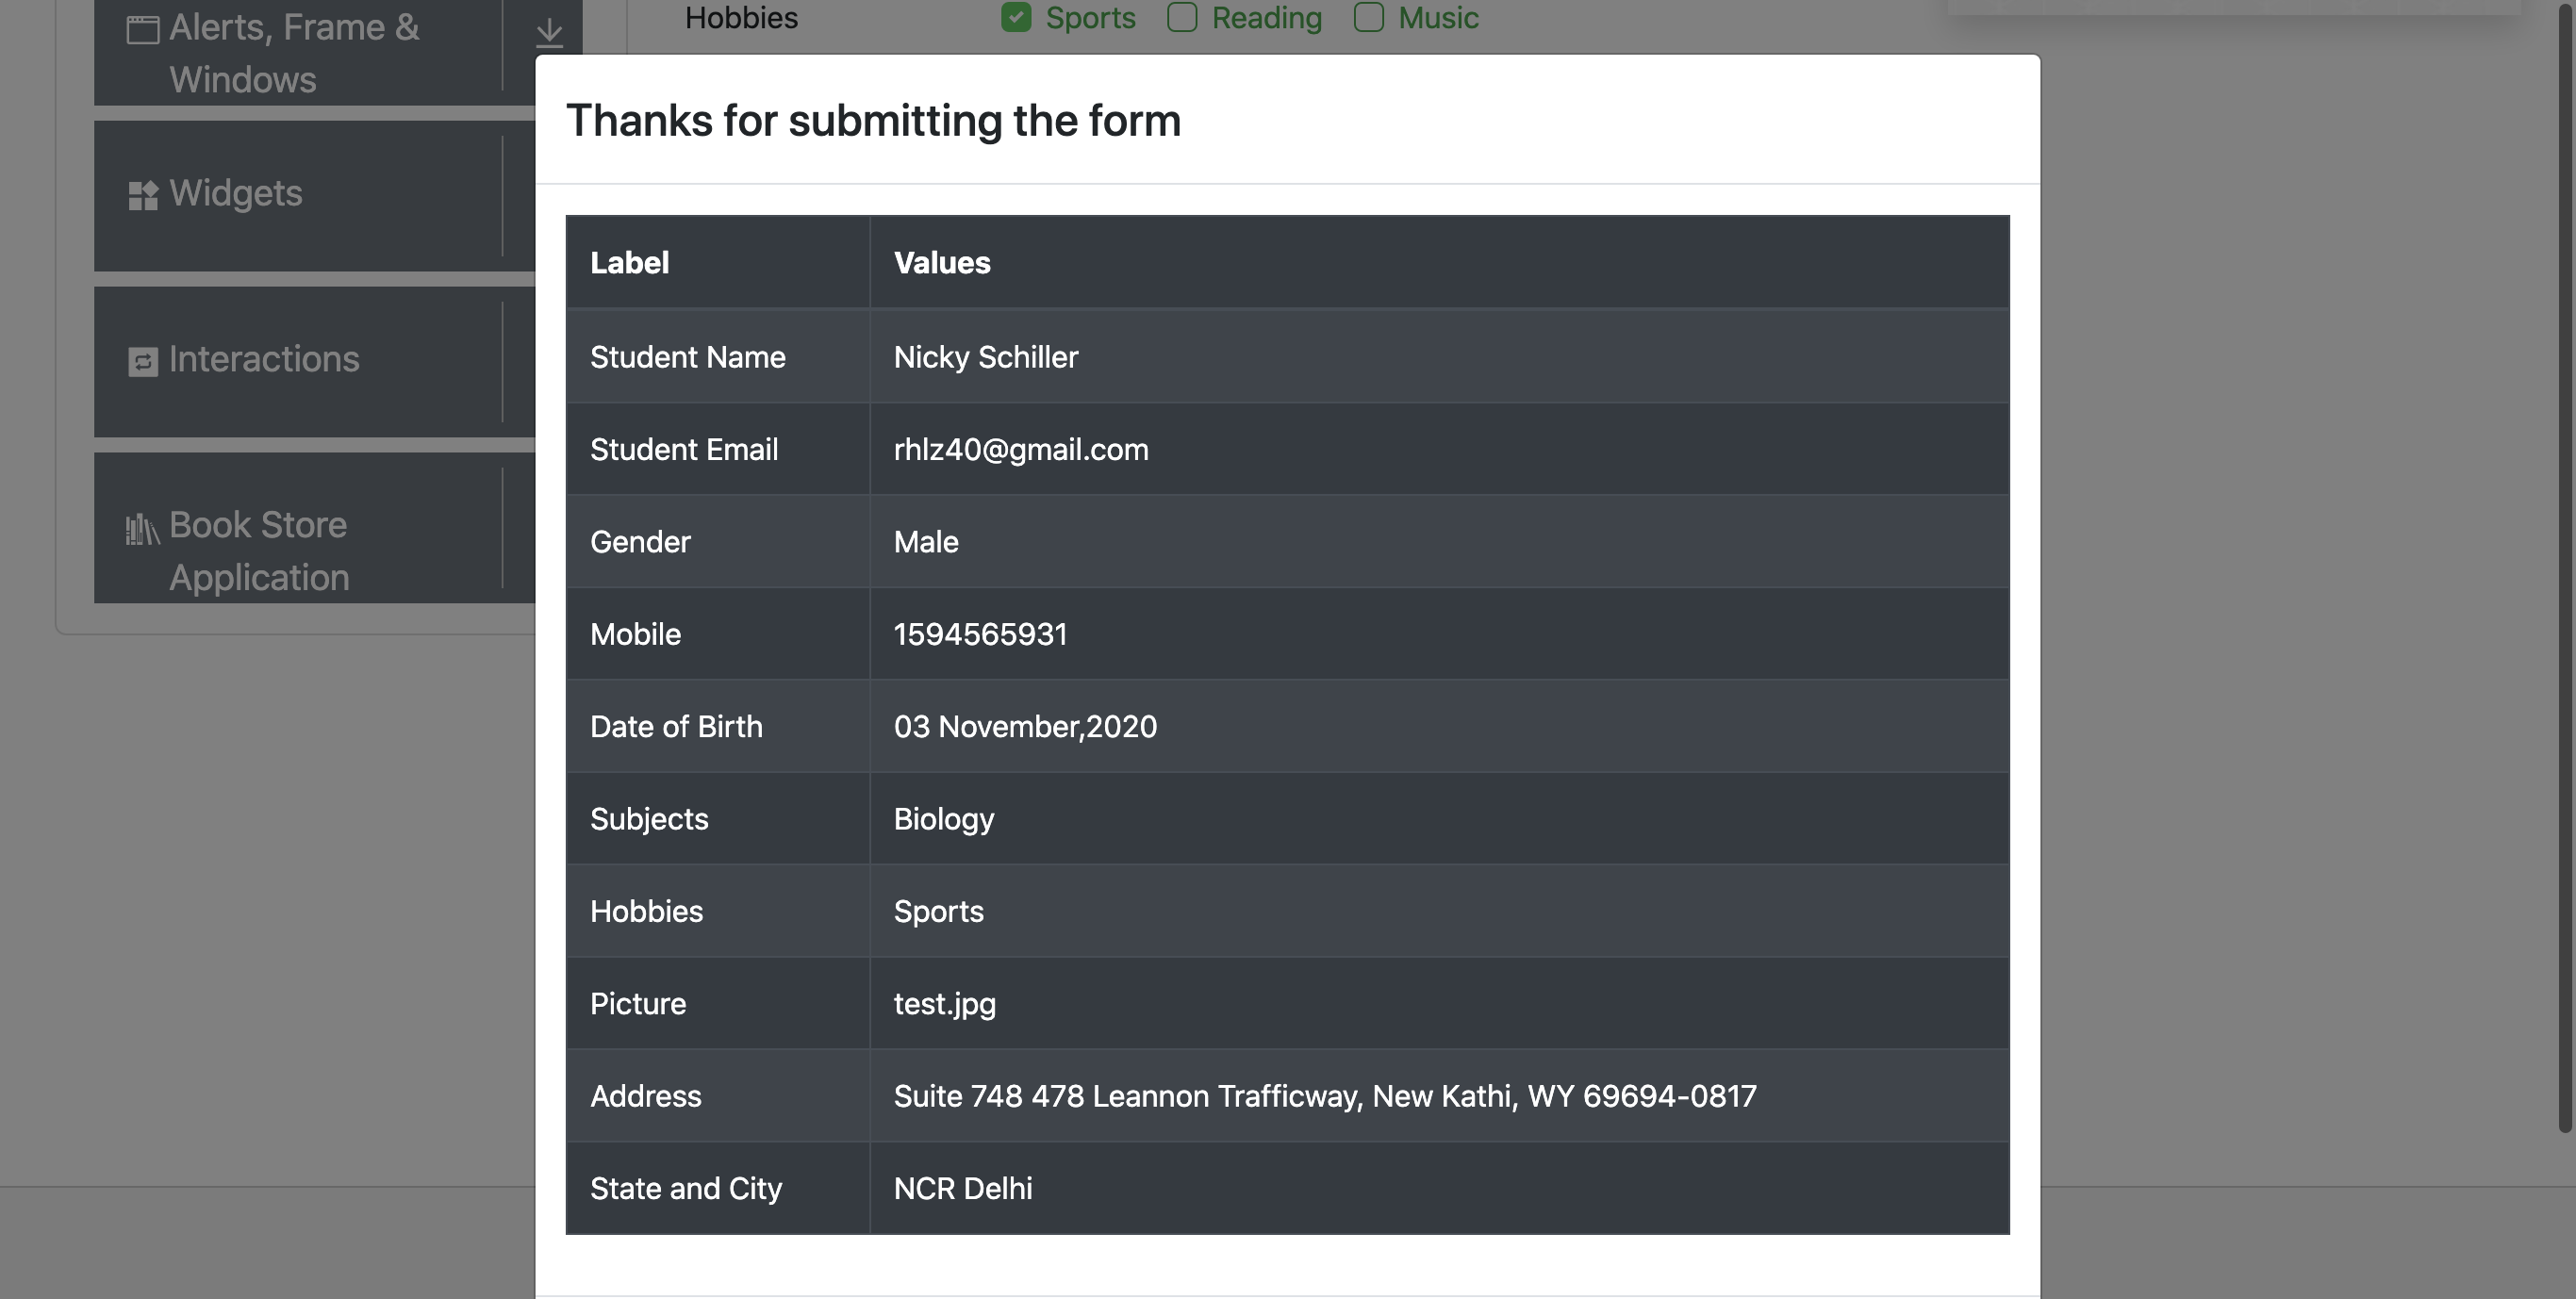 Alerts, Frame &
Windows
Widgets
Interactions
Book Store
Application
Hobbies Sports Reading Music
Thanks for submitting the form
Label Values
Student Name Nicky Schiller
Student Email rhlz40@gmail.com
Gender Male
Mobile 1594565931
Date of Birth 03 November,2020
Subjects Biology
Hobbies Sports
Picture test.jpg
Address Suite 748 478 Leannon Trafficway, New Kathi, WY 69694-0817
State and City NCR Delhi